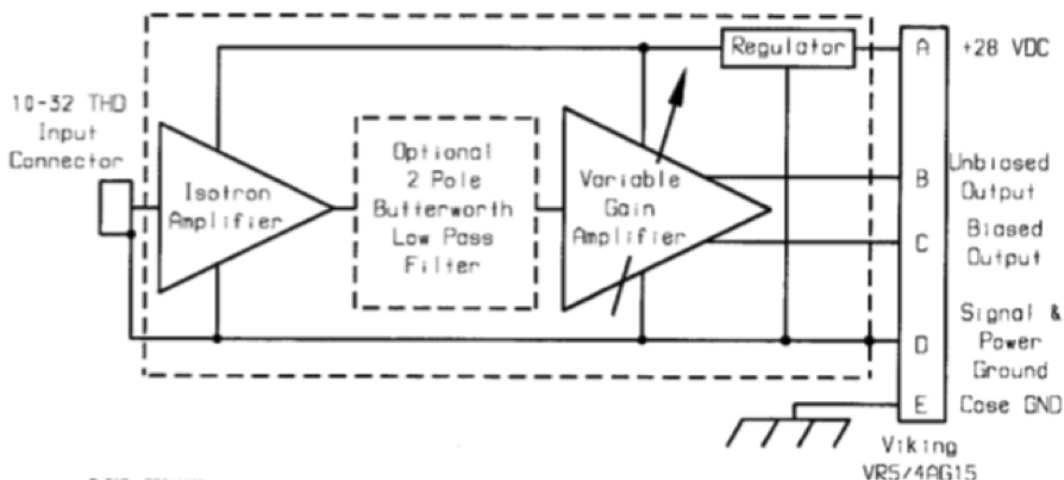 Regulator
A
+28 VDC
10-32 THD
Input
Connector
Isotron
Amplifier
Optional
2 Pole
Butterworth
Low Pass
Filter
Variable
Gain
Amplifier
B
Unbiased
Output
C
Biased
Output
D
Signal &
Power
Ground
E
Case GND
Viking
VR5/4AG15